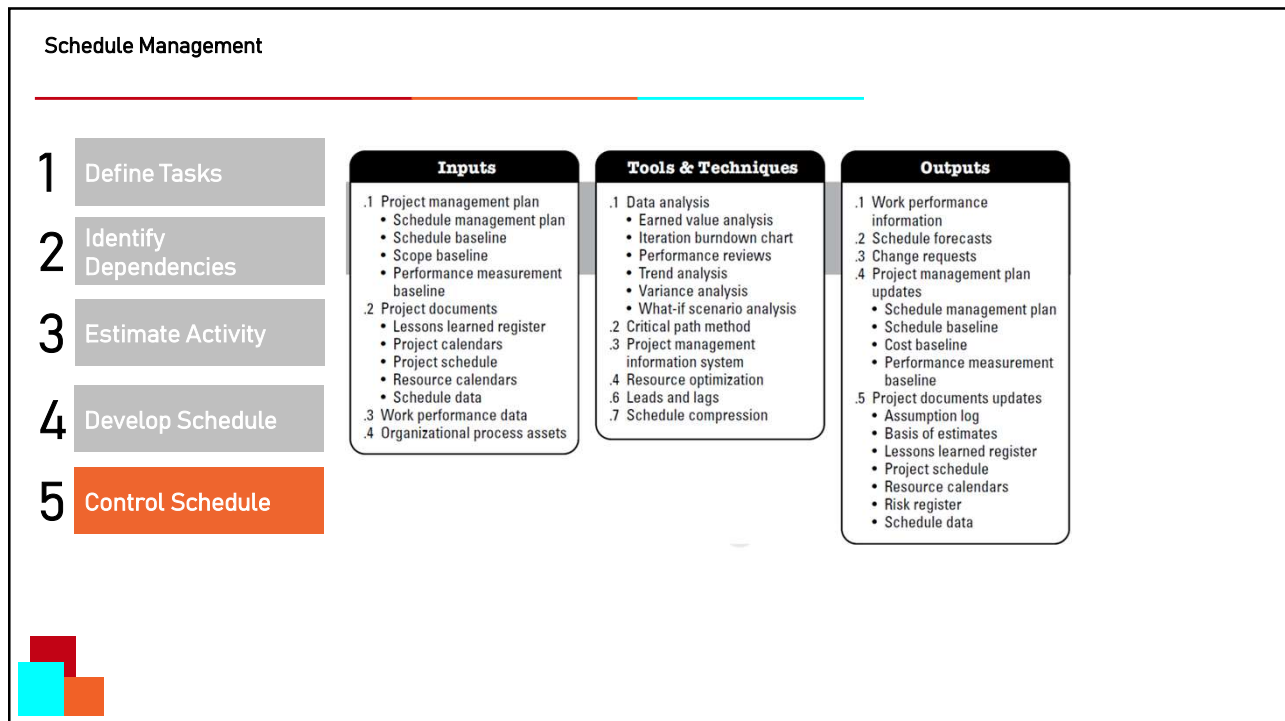 Schedule Management
1
Define Tasks
2
Identify
Dependencies
3
Estimate Activity
4
Develop Schedule
5
Control Schedule
Inputs
.1 Project management plan
• Schedule management plan
• Schedule baseline
• Scope baseline
• Performance measurement
baseline
.2 Project documents
• Lessons learned register
• Project calendars
• Project schedule
• Resource calendars
• Schedule data
.3 Work performance data
.4 Organizational process assets
Tools & Techniques
.1 Data analysis
• Earned value analysis
• Iteration burndown chart
• Performance reviews
• Trend analysis
• Variance analysis
• What-if scenario analysis
.2 Critical path method
.3 Project management
information system
.4 Resource optimization
.6 Leads and lags
.7 Schedule compression
Outputs
.1 Work performance
information
.2 Schedule forecasts
.3 Change requests
.4 Project management plan
updates
• Schedule management plan
• Schedule baseline
• Cost baseline
• Performance measurement
baseline
.5 Project documents updates
• Assumption log
• Basis of estimates
• Lessons learned register
• Project schedule
• Resource calendars
• Risk register
• Schedule data